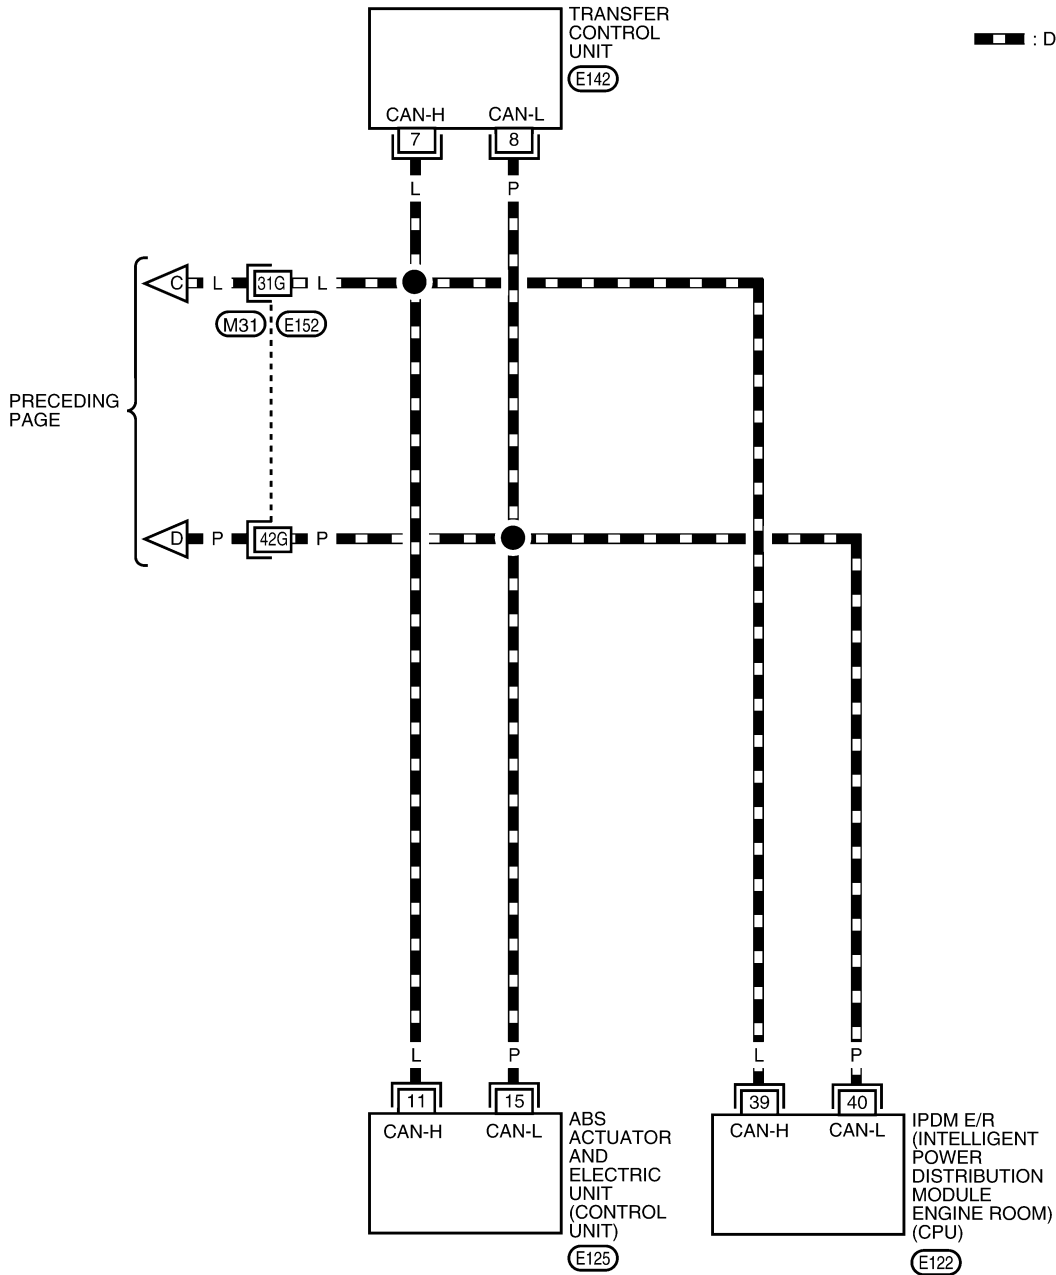 TRANSFER
CONTROL
UNIT
E142
: D
CAN-H CAN-L
7 8
L P
C L 31G L
M31 E152
PRECEDING
PAGE
D P 42G P
L P L P
11 15 39 40
CAN-H CAN-L
ABS
ACTUATOR
AND
ELECTRIC
UNIT
(CONTROL
UNIT)
E125
CAN-H CAN-L
IPDM E/R
(INTELLIGENT
POWER
DISTRIBUTION
MODULE
ENGINE ROOM)
(CPU)
E122